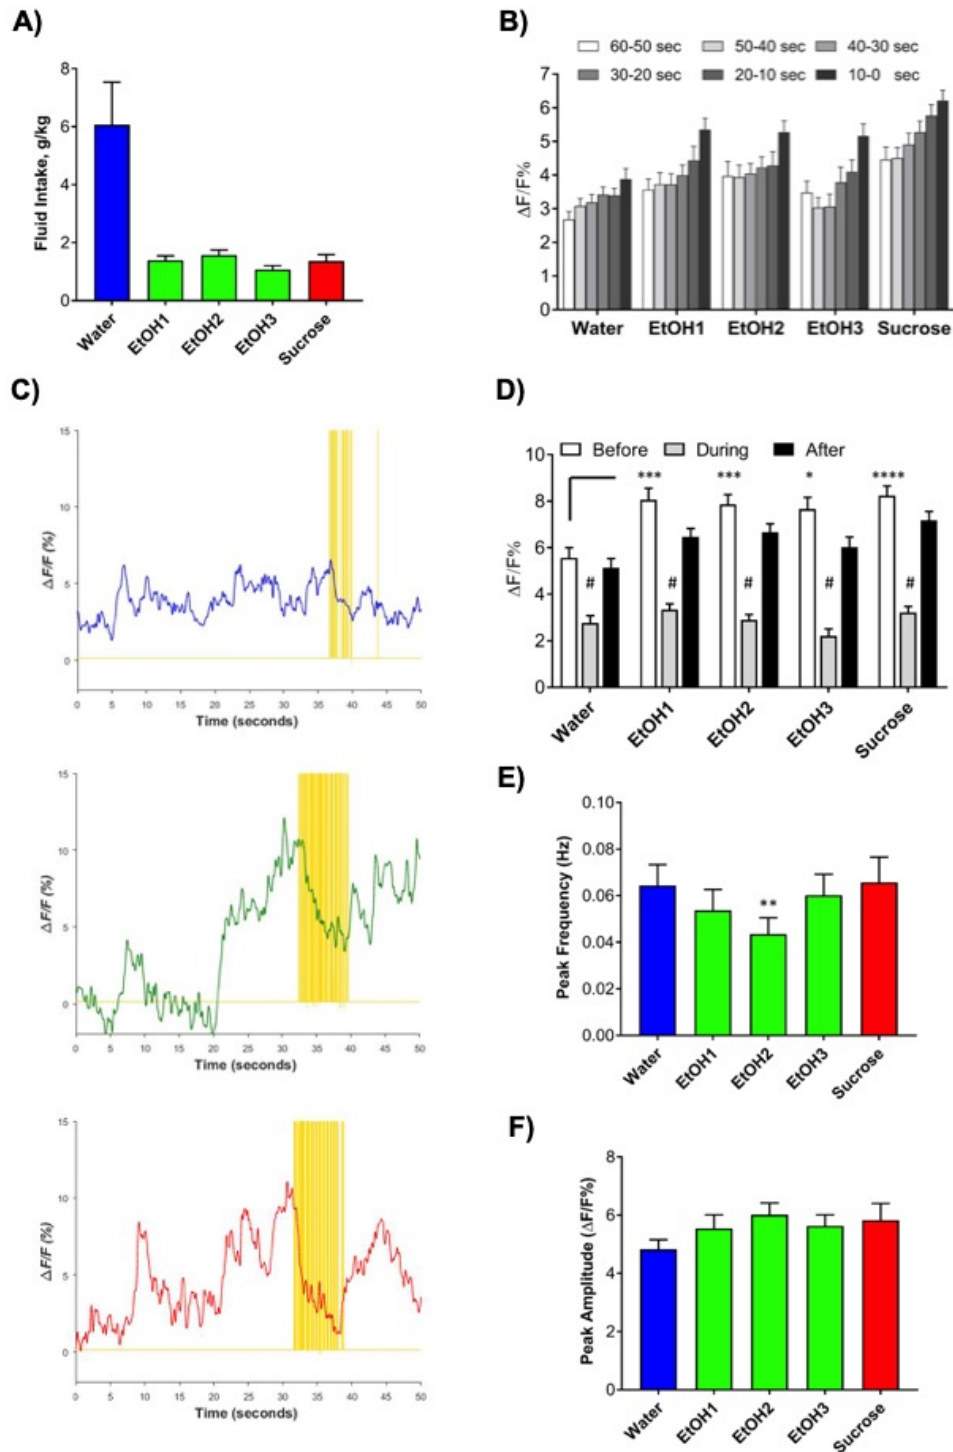 A)
Fluid Intake, g/kg
8
6
4
2
0
Water
EtOH1
EtOH2
EtOH3
Sucrose
B)
60-50 sec
50-40 sec
40-30 sec
30-20 sec
20-10 sec
10-0 sec
ΔF/F%
7
6
5
4
3
2
1
0
Water
EtOH1
EtOH2
EtOH3
Sucrose
C)
ΔF/F (%)
15
10
5
0
0 5 10 15 20 25 30 35 40 45 50
Time (seconds)
ΔF/F (%)
15
10
5
0
0 5 10 15 20 25 30 35 40 45 50
Time (seconds)
ΔF/F (%)
15
10
5
0
0 5 10 15 20 25 30 35 40 45 50
Time (seconds)
D)
Before
During
After
ΔF/F%
10
8
6
4
2
0
*** *** * ****
# # # # #
Water
EtOH1
EtOH2
EtOH3
Sucrose
E)
Peak Frequency (Hz)
0.10
0.08
0.06
0.04
0.02
0.00
**
Water
EtOH1
EtOH2
EtOH3
Sucrose
F)
Peak Amplitude (ΔF/F%)
8
6
4
2
0
Water
EtOH1
EtOH2
EtOH3
Sucrose